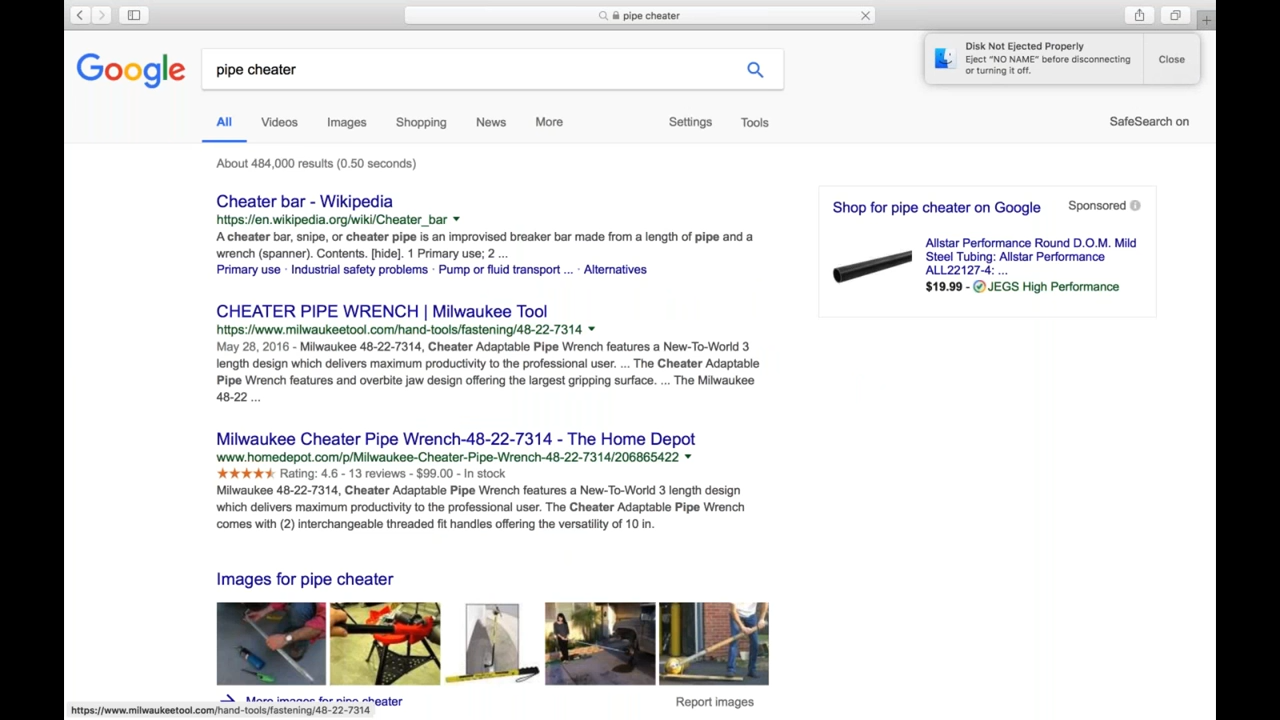 pipe cheater
Disk Not Ejected Properly
Eject “NO NAME” before disconnecting
or turning it off.
Close
Google
pipe cheater
All Videos Images Shopping News More Settings Tools
SafeSearch on
About 484,000 results (0.50 seconds)
Cheater bar - Wikipedia
https://en.wikipedia.org/wiki/Cheater_bar
A cheater bar, snipe, or cheater pipe is an improvised breaker bar made from a length of pipe and a
wrench (spanner). Contents. [hide]. 1 Primary use; 2 ...
Primary use · Industrial safety problems · Pump or fluid transport ... · Alternatives
CHEATER PIPE WRENCH | Milwaukee Tool
https://www.milwaukeetool.com/hand-tools/fastening/48-22-7314
May 28, 2016 - Milwaukee 48-22-7314, Cheater Adaptable Pipe Wrench features a New-To-World 3
length design which delivers maximum productivity to the professional user. ... The Cheater Adaptable
Pipe Wrench features and overbite jaw design offering the largest gripping surface. ... The Milwaukee
48-22 ...
Milwaukee Cheater Pipe Wrench-48-22-7314 - The Home Depot
www.homedepot.com/p/Milwaukee-Cheater-Pipe-Wrench-48-22-7314/206865422
Rating: 4.6 - 13 reviews - $99.00 - In stock
Milwaukee 48-22-7314, Cheater Adaptable Pipe Wrench features a New-To-World 3 length design
which delivers maximum productivity to the professional user. The Cheater Adaptable Pipe Wrench
comes with (2) interchangeable threaded fit handles offering the versatility of 10 in.
Images for pipe cheater
More images for pipe cheater
Report images
https://www.milwaukeetool.com/hand-tools/fastening/48-22-7314
Shop for pipe cheater on Google
Sponsored
Allstar Performance Round D.O.M. Mild
Steel Tubing: Allstar Performance
ALL22127-4: ...
$19.99 - JEGS High Performance